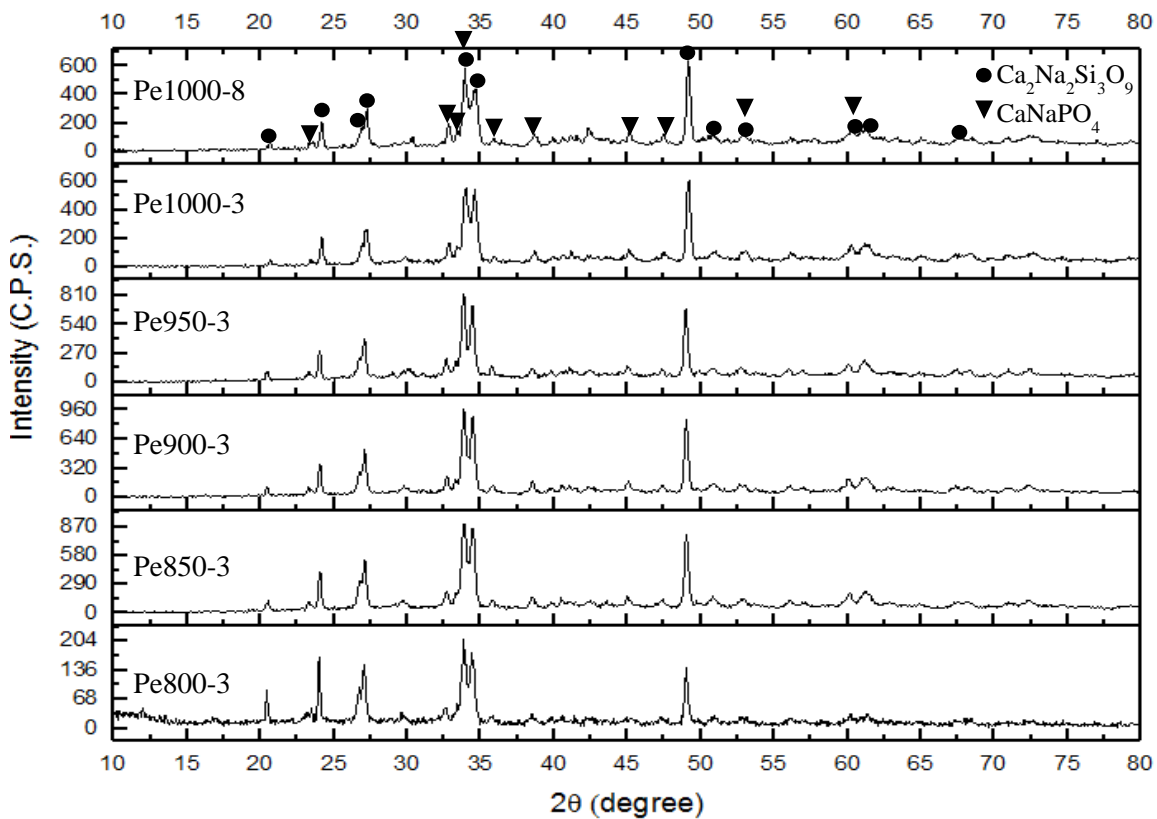 10 15 20 25 30 35 40 45 50 55 60 65 70 75 80
Pe1000-8
600
400
200
0
● Ca₂Na₂Si₃O₉
▼ CaNaPO₄
Pe1000-3
600
400
200
0
Pe950-3
810
540
270
0
Pe900-3
960
640
320
0
Pe850-3
870
580
290
0
Pe800-3
204
136
68
0
10 15 20 25 30 35 40 45 50 55 60 65 70 75 80
2θ (degree)
Intensity (C.P.S.)